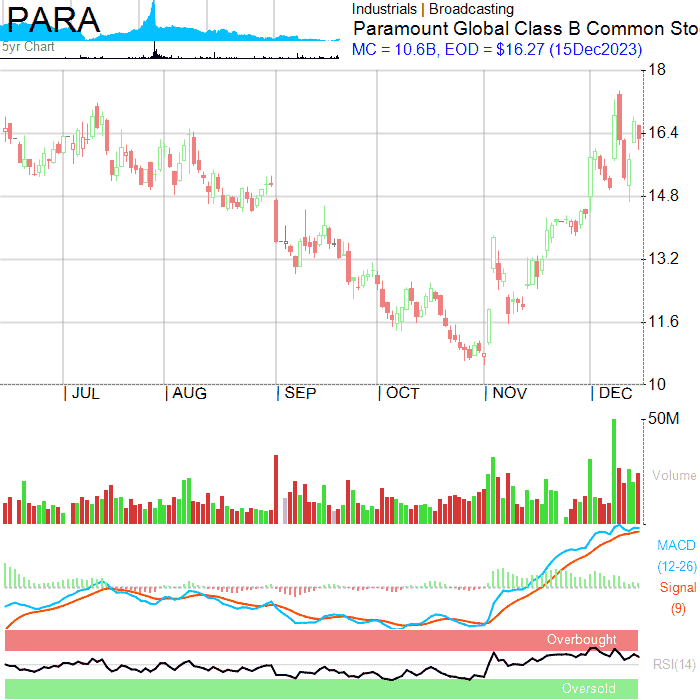 PARA
5yr Chart
Industrials | Broadcasting
Paramount Global Class B Common Sto
MC = 10.6B, EOD = $16.27 (15Dec2023)
18
16.4
14.8
13.2
11.6
10
| JUL | AUG | SEP | OCT | NOV | DEC
50M
Volume
MACD
(12-26)
Signal
(9)
Overbought
RSI(14)
Oversold